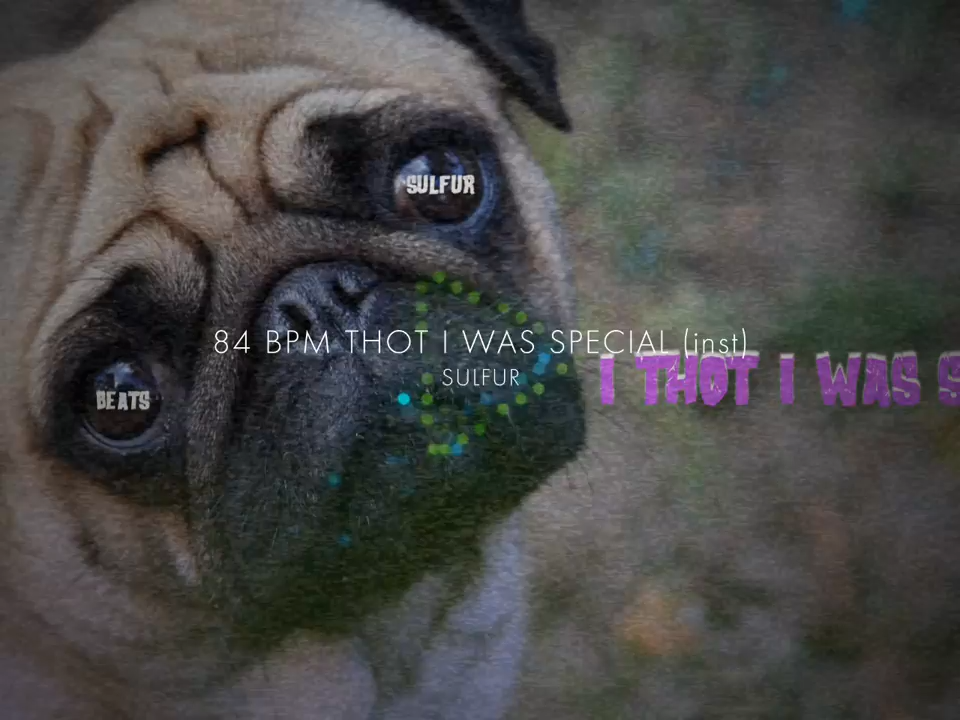 SULFUR
84 BPM THOT I WAS SPECIAL (inst)
SULFUR
I THOT I WAS S
BEATS